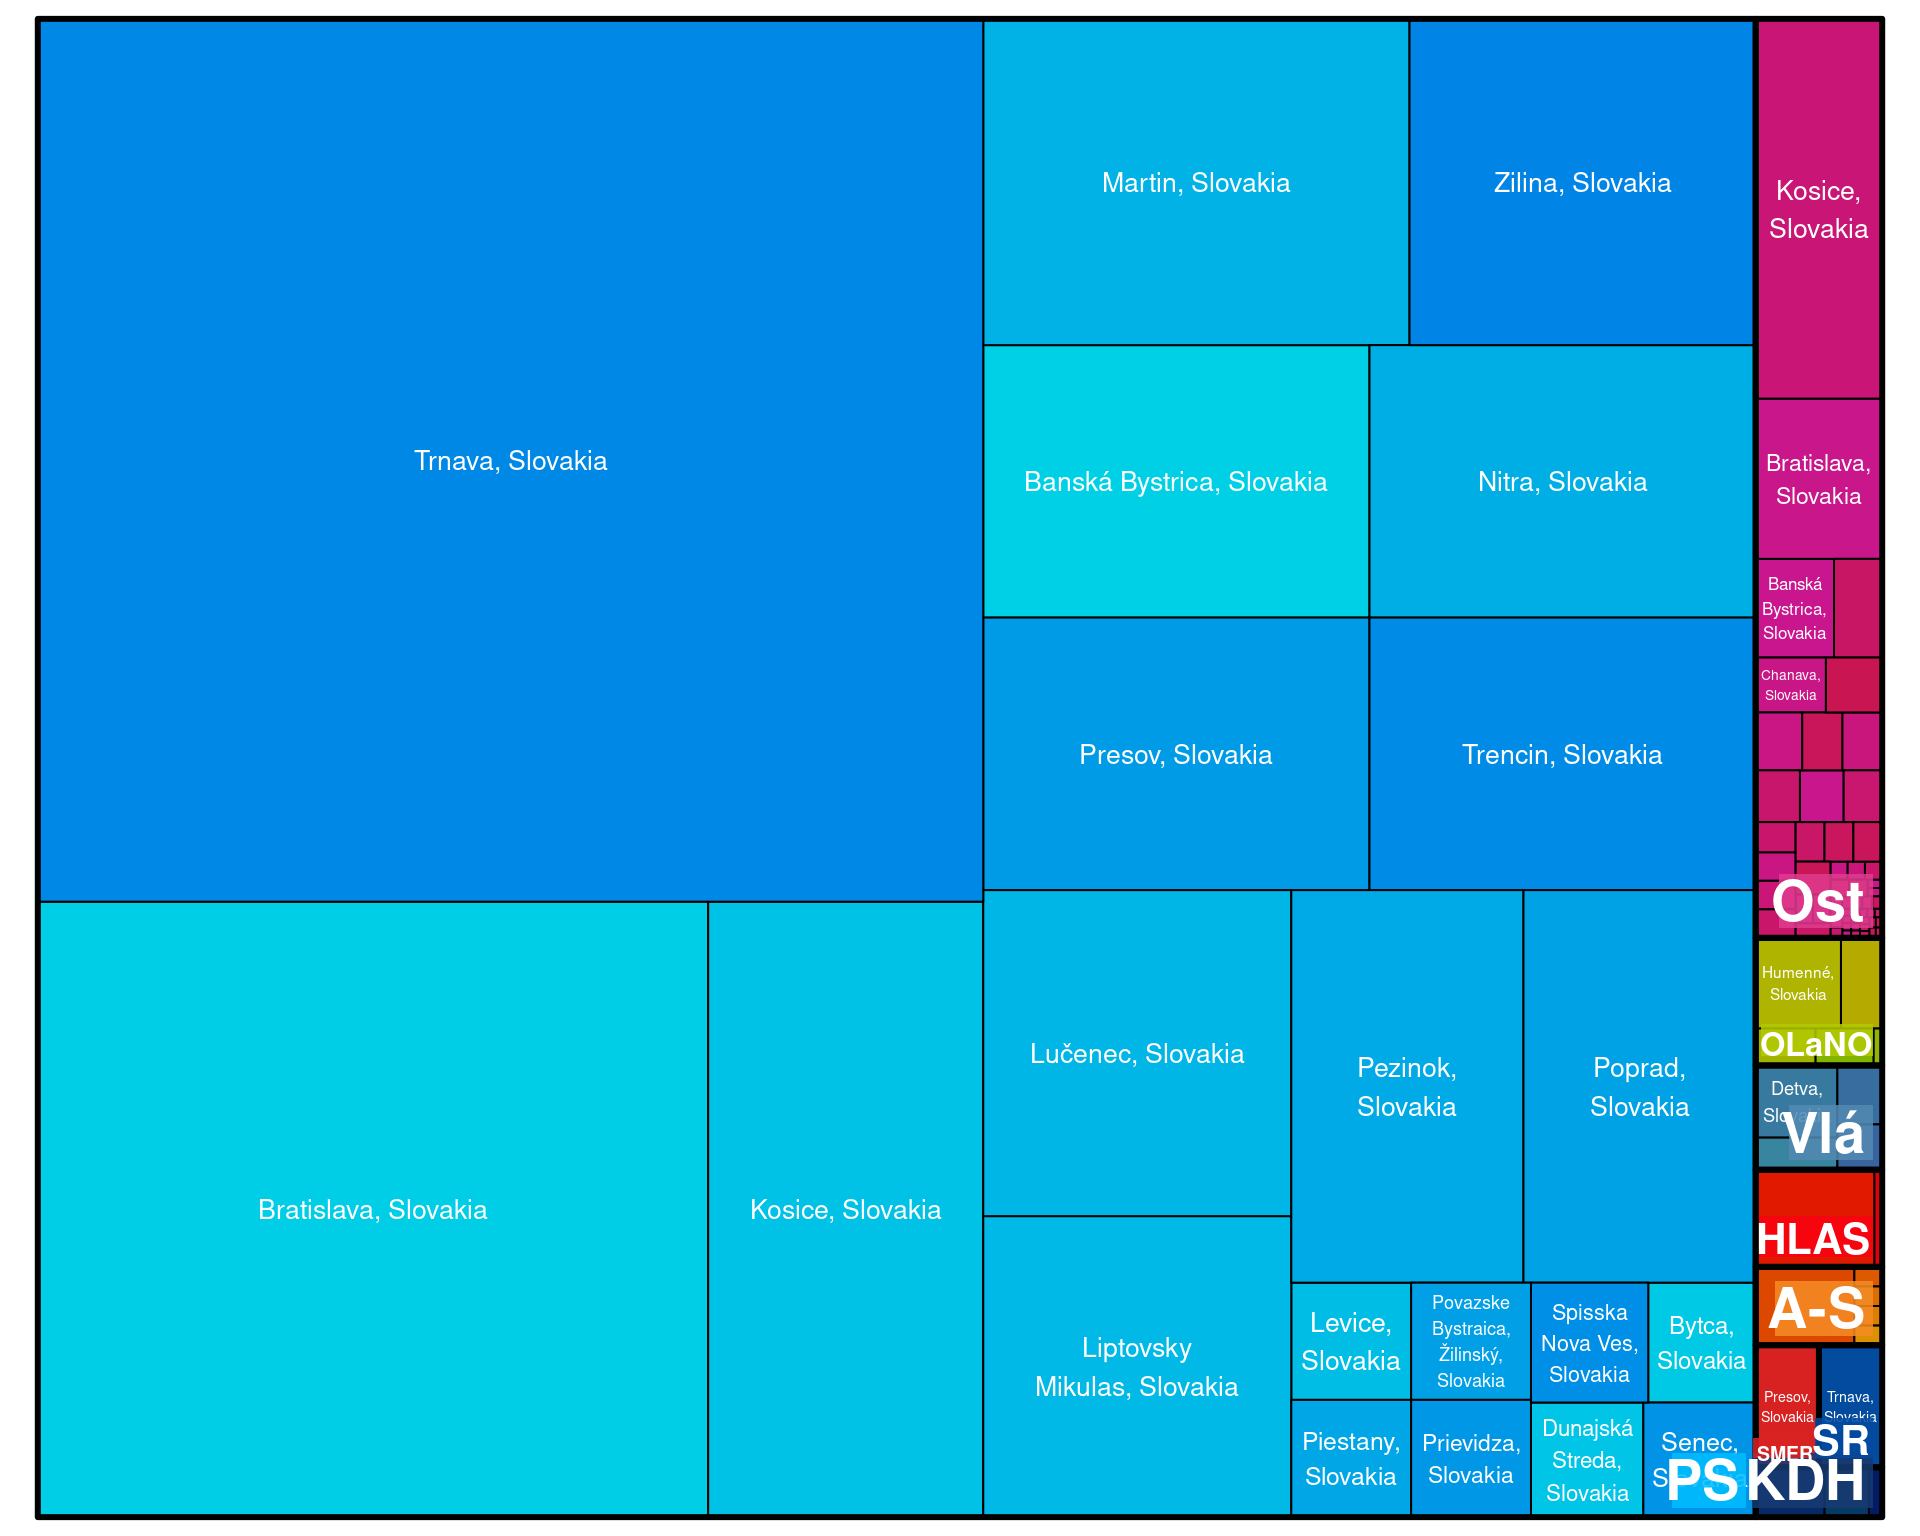 Trnava, Slovakia
Bratislava, Slovakia
Kosice, Slovakia
Martin, Slovakia
Zilina, Slovakia
Banská Bystrica, Slovakia
Nitra, Slovakia
Presov, Slovakia
Trencin, Slovakia
Lučenec, Slovakia
Liptovsky
Mikulas, Slovakia
Pezinok,
Slovakia
Poprad,
Slovakia
Levice,
Slovakia
Povazske
Bystraica,
Žilinský,
Slovakia
Spisska
Nova Ves,
Slovakia
Bytca,
Slovakia
Piestany,
Slovakia
Prievidza,
Slovakia
Dunajská
Streda,
Slovakia
Senec,
PS
Kosice,
Slovakia
Bratislava,
Slovakia
Banská
Bystrica,
Slovakia
Chanava,
Slovakia
Ost
Humenné,
Slovakia
OLaNO
Detva,
Vlá
HLAS
A-S
Presov,
Slovakia
SMER
Trnava,
Slovakia
SR
KDH